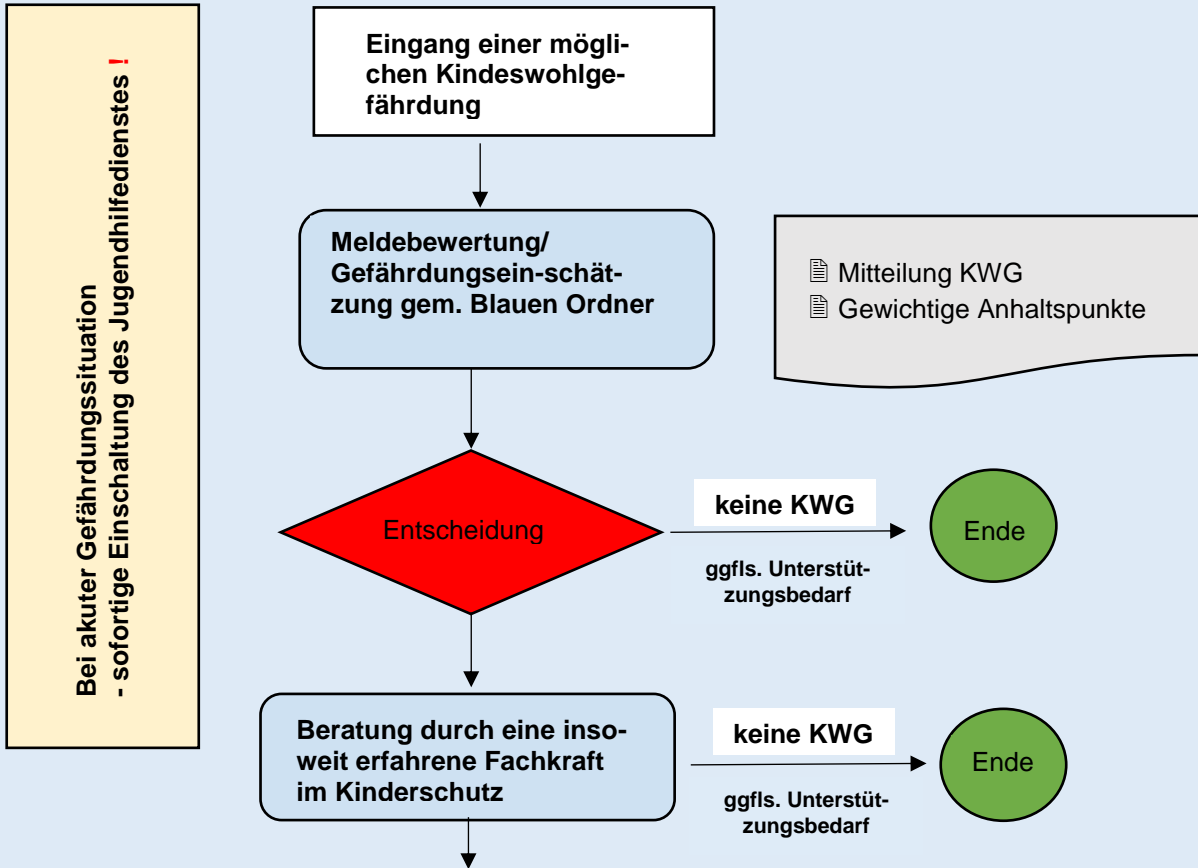 Bei akuter Gefährdungssituation
- sofortige Einschaltung des Jugendhilfedienstes !
Eingang einer mögli-
chen Kindeswohlge-
fährdung
Meldebewertung/
Gefährdungsein-schät-
zung gem. Blauen Ordner
Mitteilung KWG
Gewichtige Anhaltspunkte
Entscheidung
keine KWG
ggfls. Unterstüt-
zungsbedarf
Ende
Beratung durch eine inso-
weit erfahrene Fachkraft
im Kinderschutz
keine KWG
ggfls. Unterstüt-
zungsbedarf
Ende